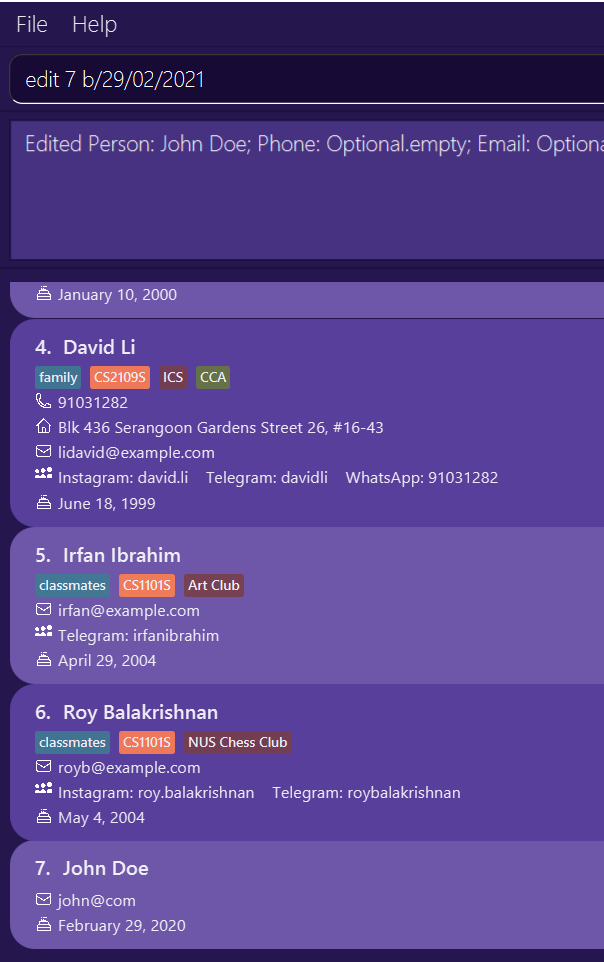 File Help
edit 7 b/29/02/2021
Edited Person: John Doe; Phone: Optional.empty; Email: Optiona
January 10, 2000
4. David Li
family CS2109S ICS CCA
91031282
Blk 436 Serangoon Gardens Street 26, #16-43
lidavid@example.com
Instagram: david.li Telegram: davidli WhatsApp: 91031282
June 18, 1999
5. Irfan Ibrahim
classmates CS1101S Art Club
irfan@example.com
Telegram: irfanibrahim
April 29, 2004
6. Roy Balakrishnan
classmates CS1101S NUS Chess Club
royb@example.com
Instagram: roy.balakrishnan Telegram: roybalakrishnan
May 4, 2004
7. John Doe
john@com
February 29, 2020